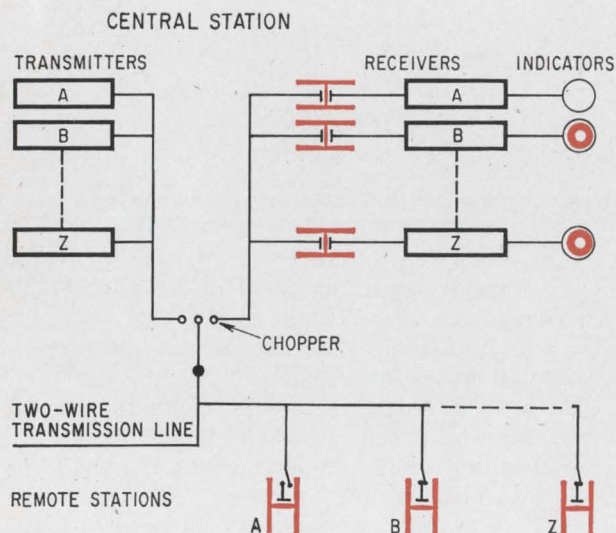 CENTRAL STATION
TRANSMITTERS
RECEIVERS
INDICATORS
A
A
B
B
Z
Z
CHOPPER
TWO-WIRE
TRANSMISSION LINE
REMOTE STATIONS
A
B
Z